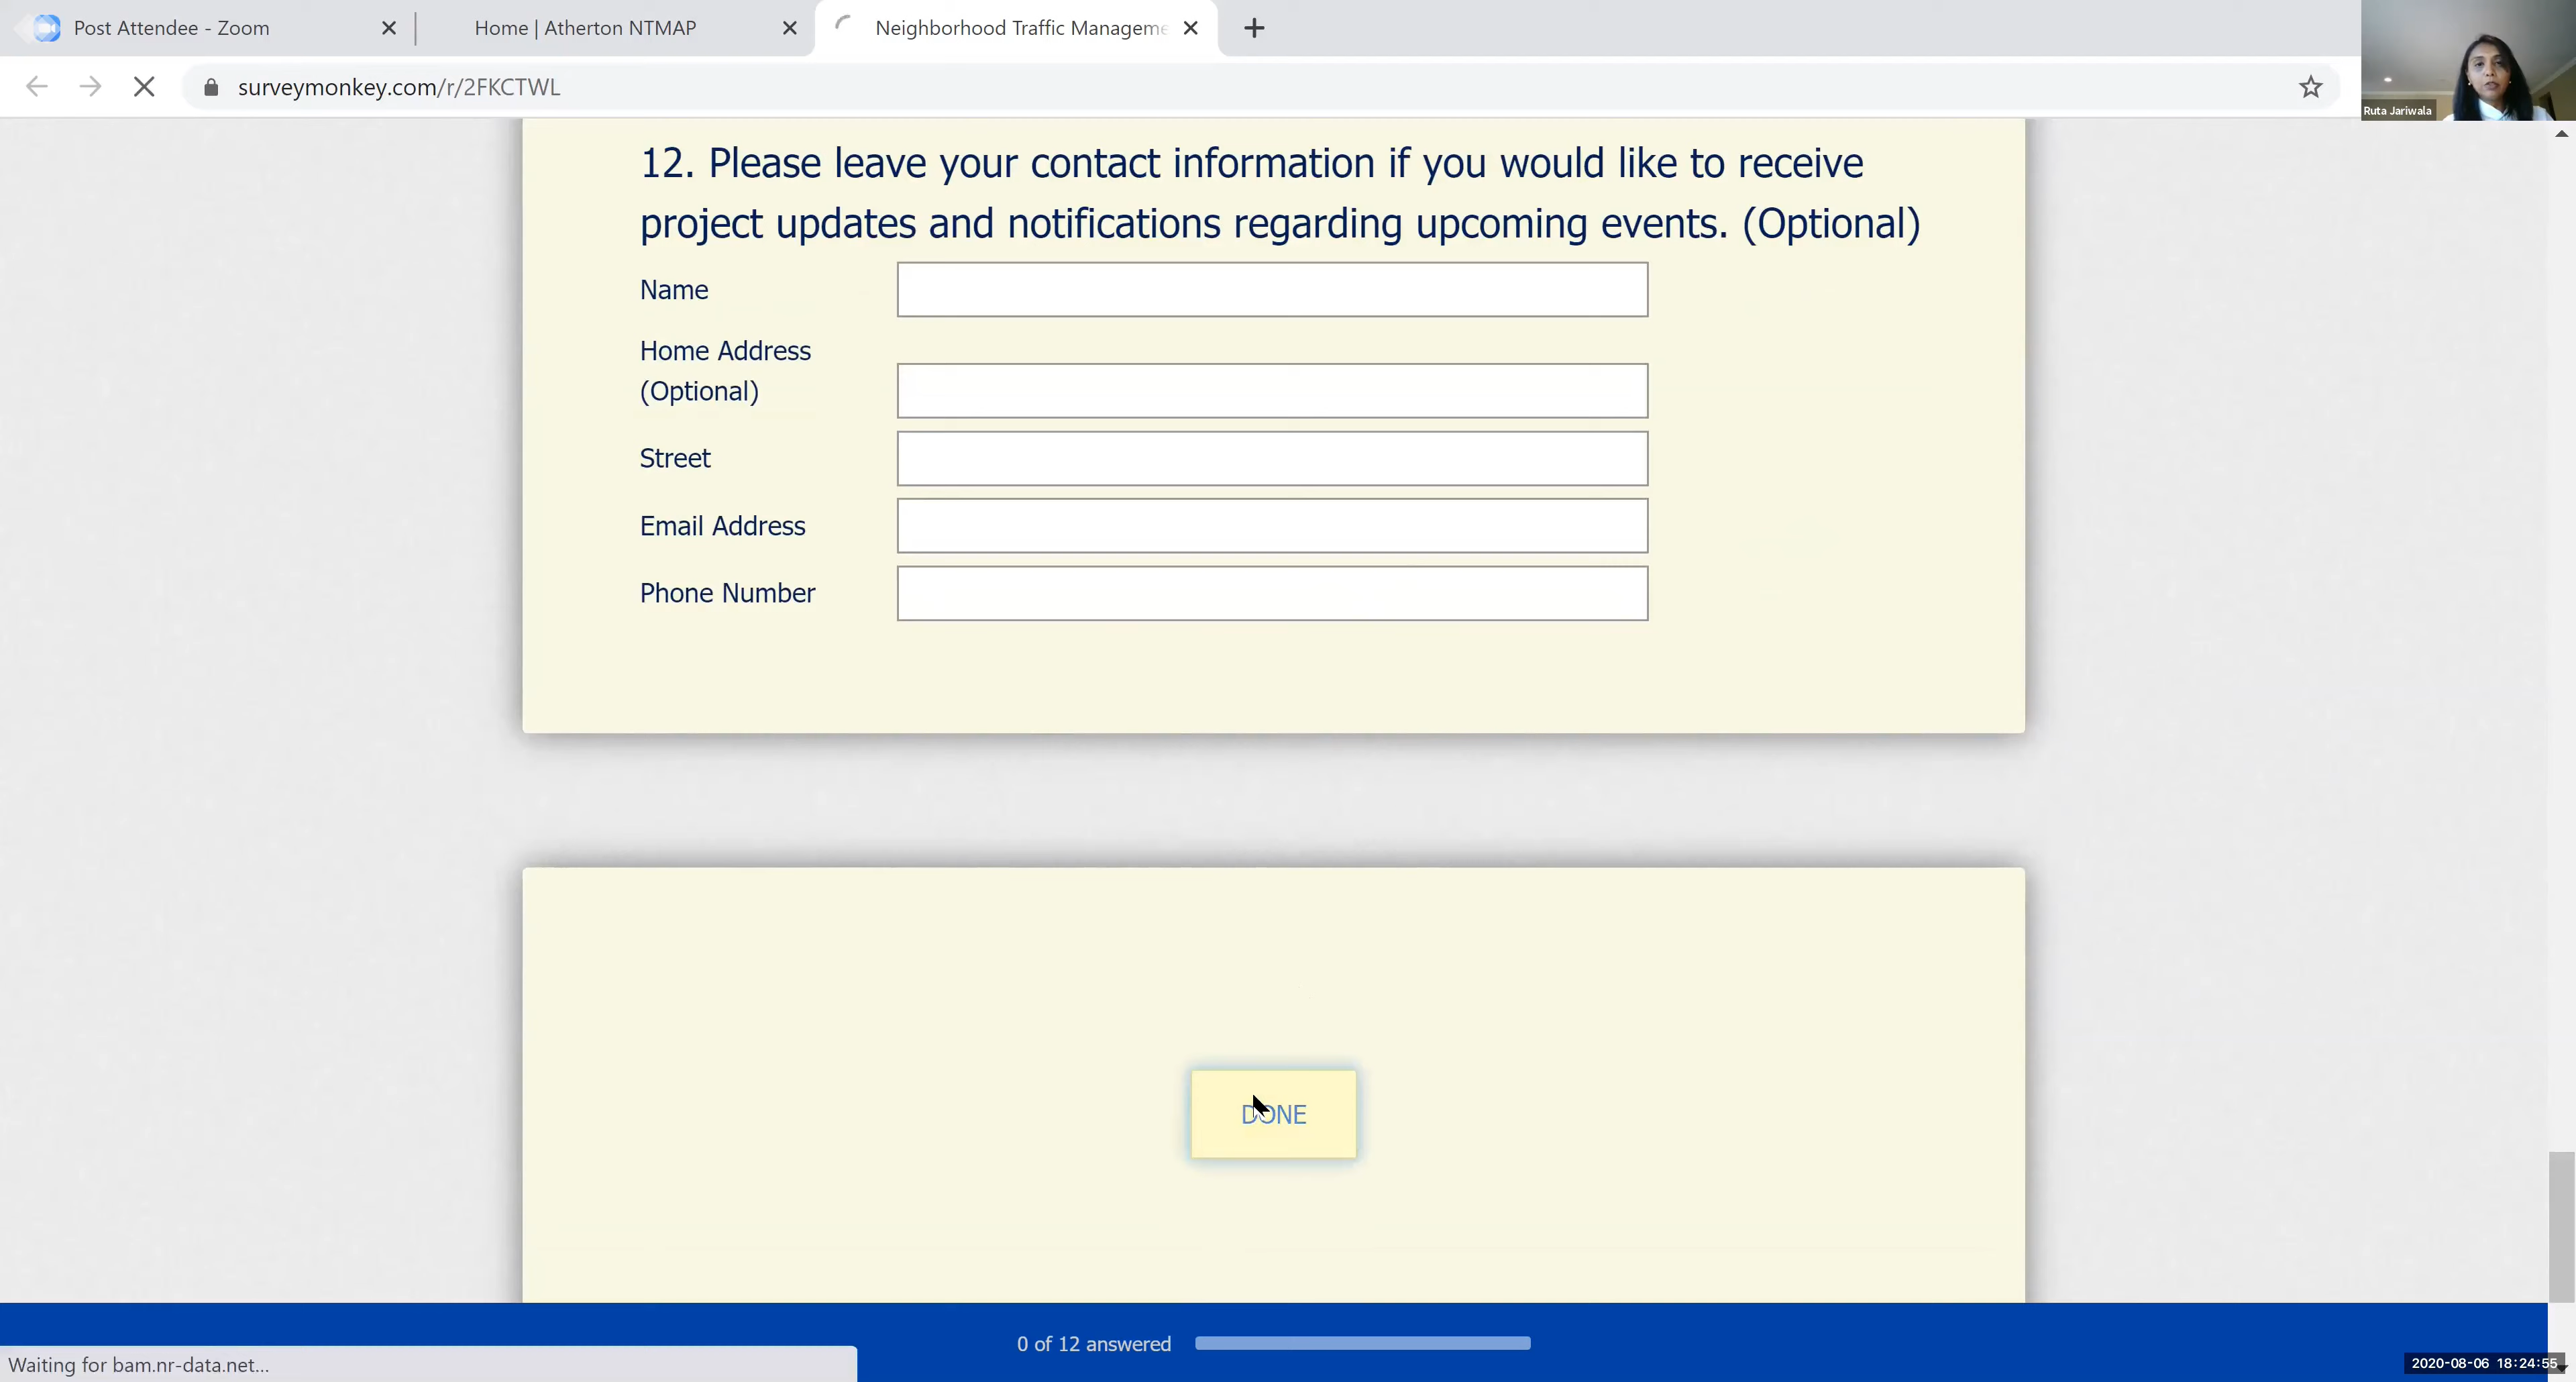 Post Attendee - Zoom
Home | Atherton NTMAP
Neighborhood Traffic Manageme
surveymonkey.com/r/2FKCTWL
Ruta Jariwala
12. Please leave your contact information if you would like to receive
project updates and notifications regarding upcoming events. (Optional)
Name
Home Address
(Optional)
Street
Email Address
Phone Number
DONE
0 of 12 answered
Waiting for bam.nr-data.net...
2020-08-06 18:24:55